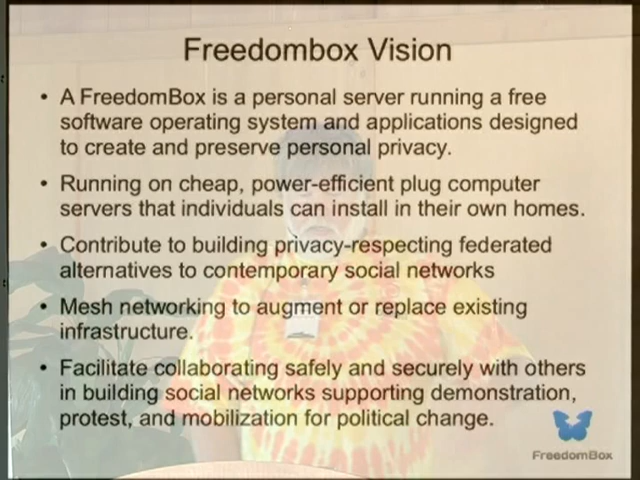 Freedombox Vision
• A FreedomBox is a personal server running a free
software operating system and applications designed
to create and preserve personal privacy.
• Running on cheap, power-efficient plug computer
servers that individuals can install in their own homes.
• Contribute to building privacy-respecting federated
alternatives to contemporary social networks
• Mesh networking to augment or replace existing
infrastructure.
• Facilitate collaborating safely and securely with others
in building social networks supporting demonstration,
protest, and mobilization for political change.
FreedomBox